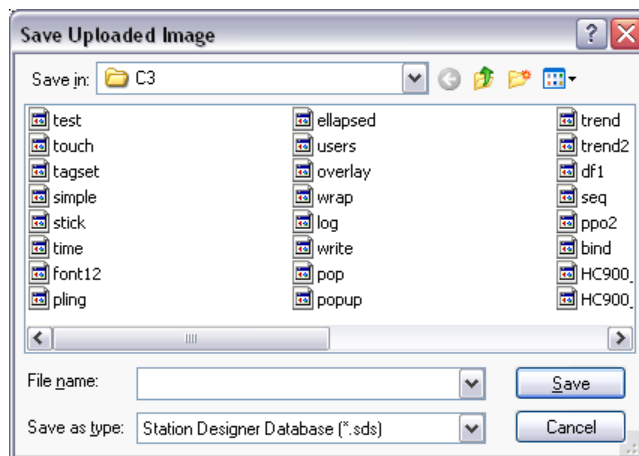 Save Uploaded Image
Save in: C3
test ellapsed trend
touch users trend2
tagset overlay df1
simple wrap seq
stick log ppo2
time write bind
font12 pop HC900_
pling popup HC900_
File name: Save
Save as type: Station Designer Database (*.sds) Cancel